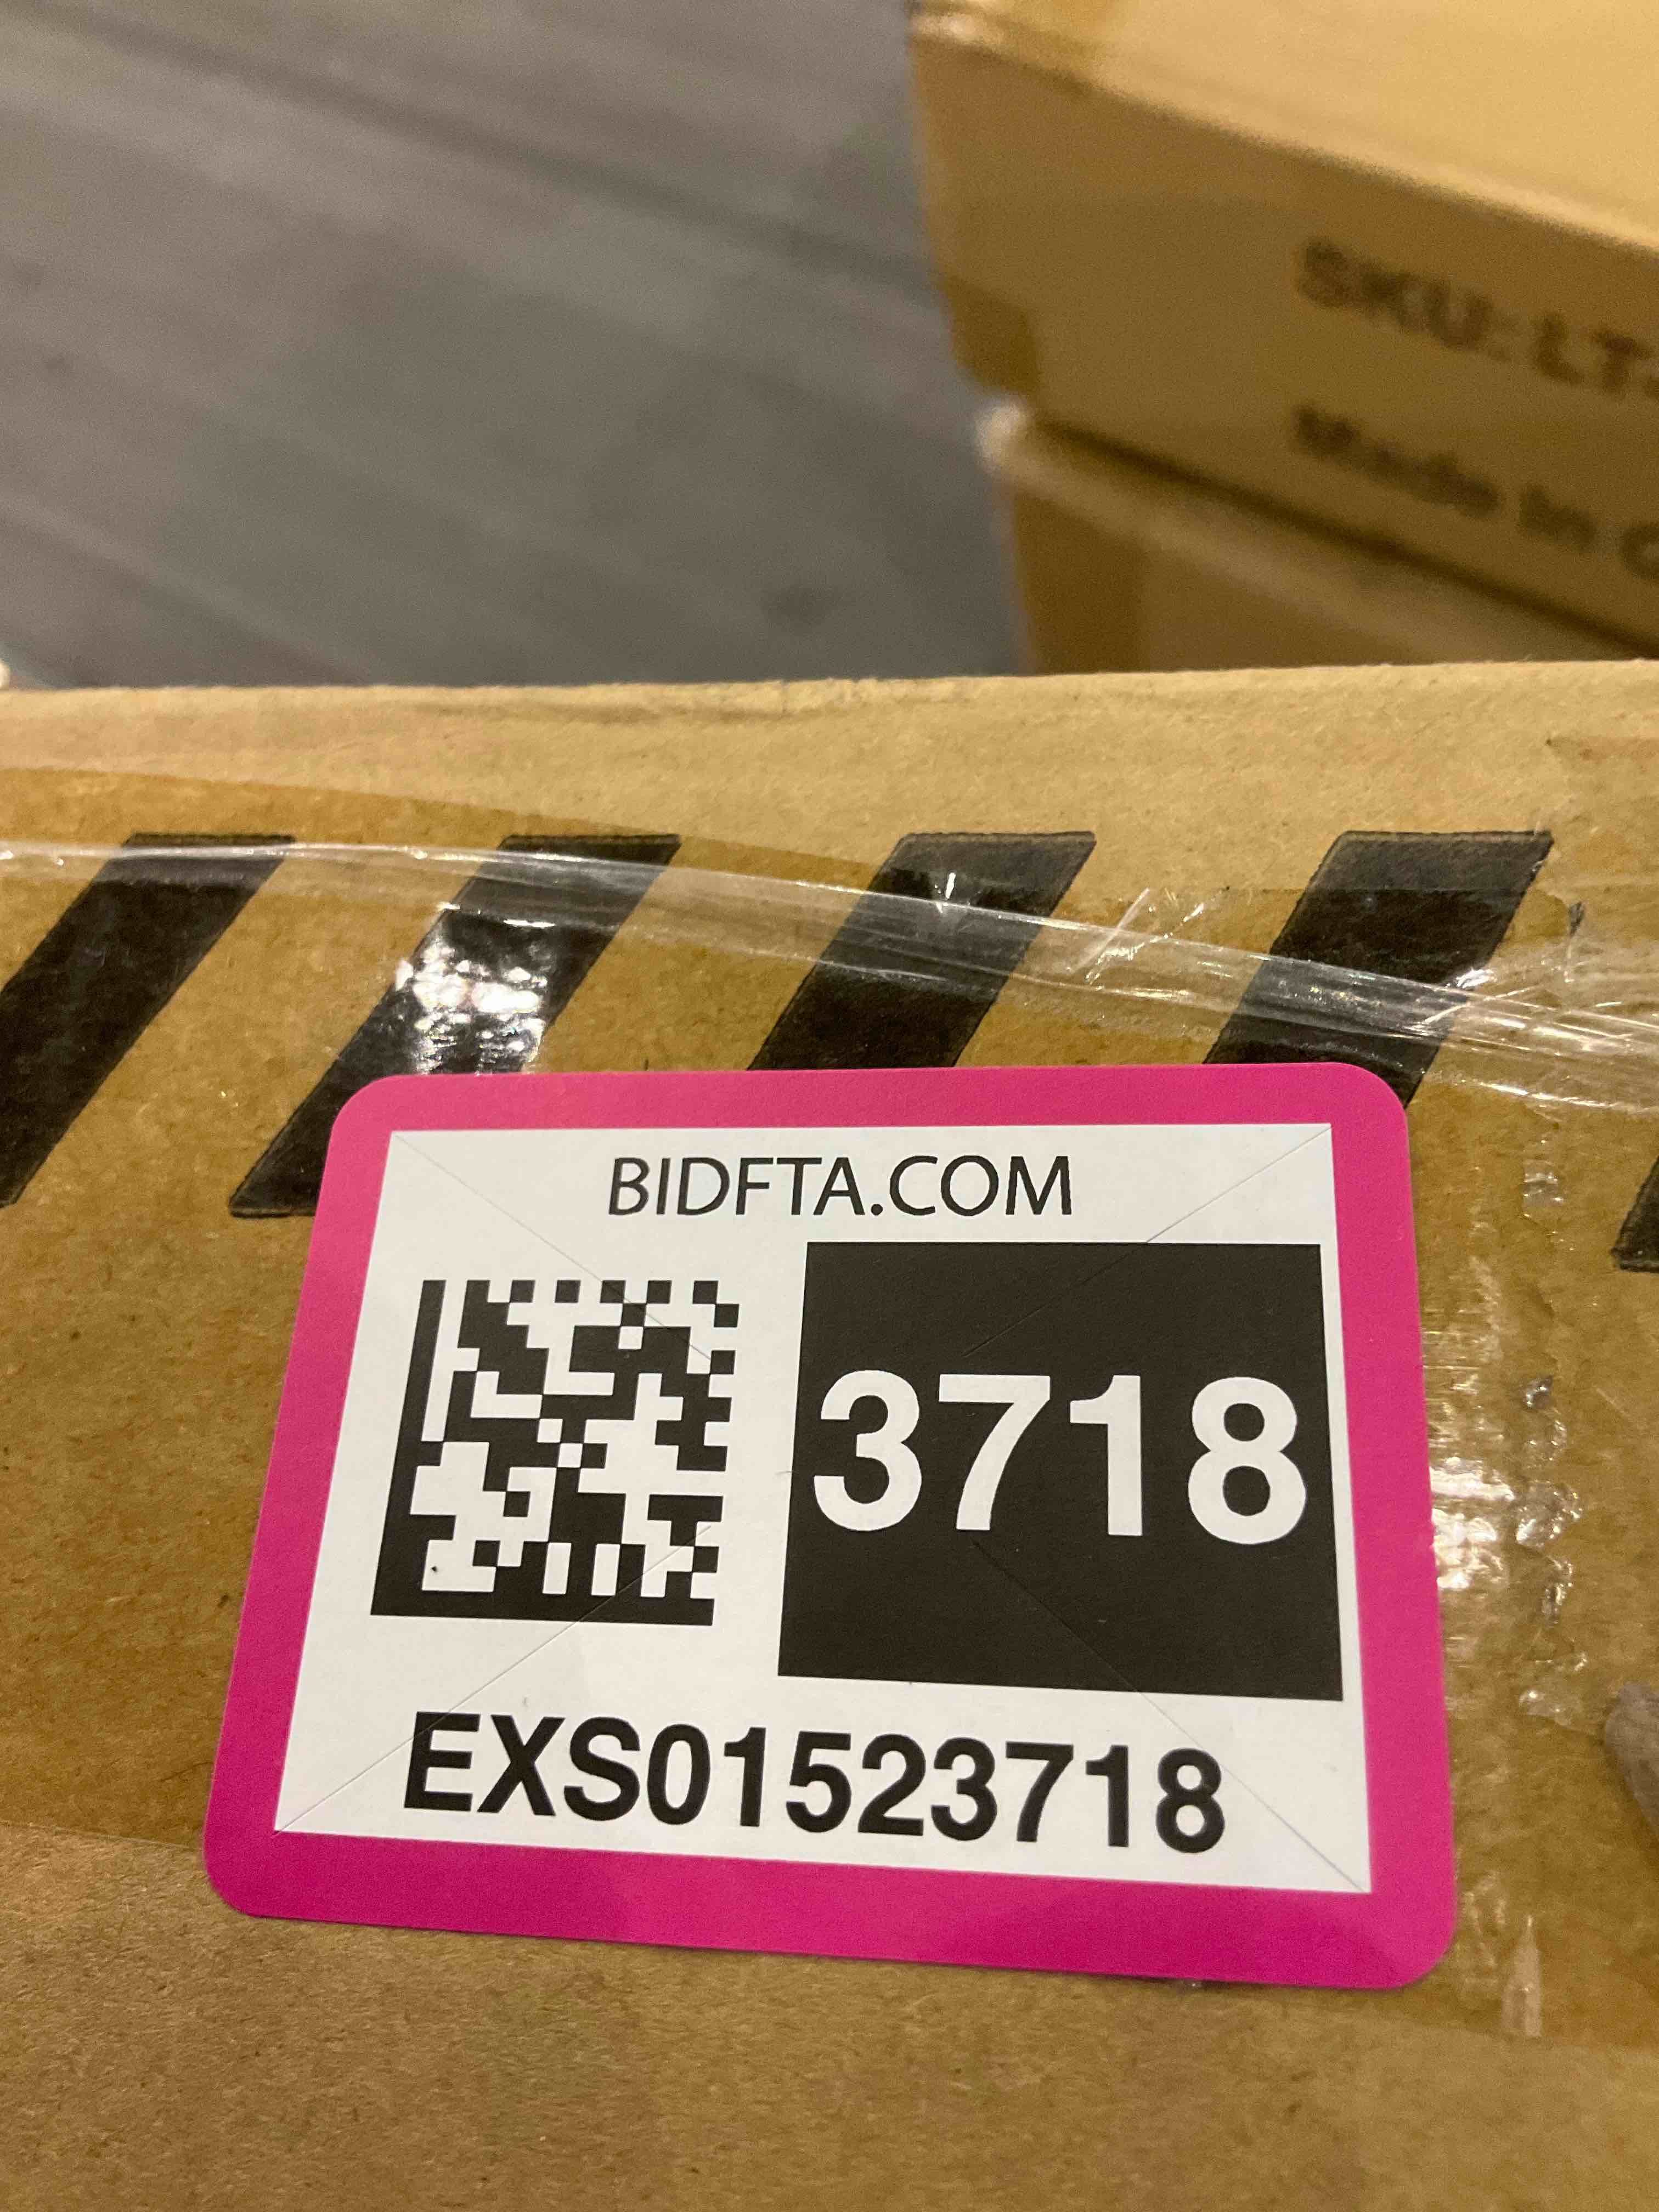 SKU: LT-
Made in C
BIDFTA.COM
3718
EXS01523718